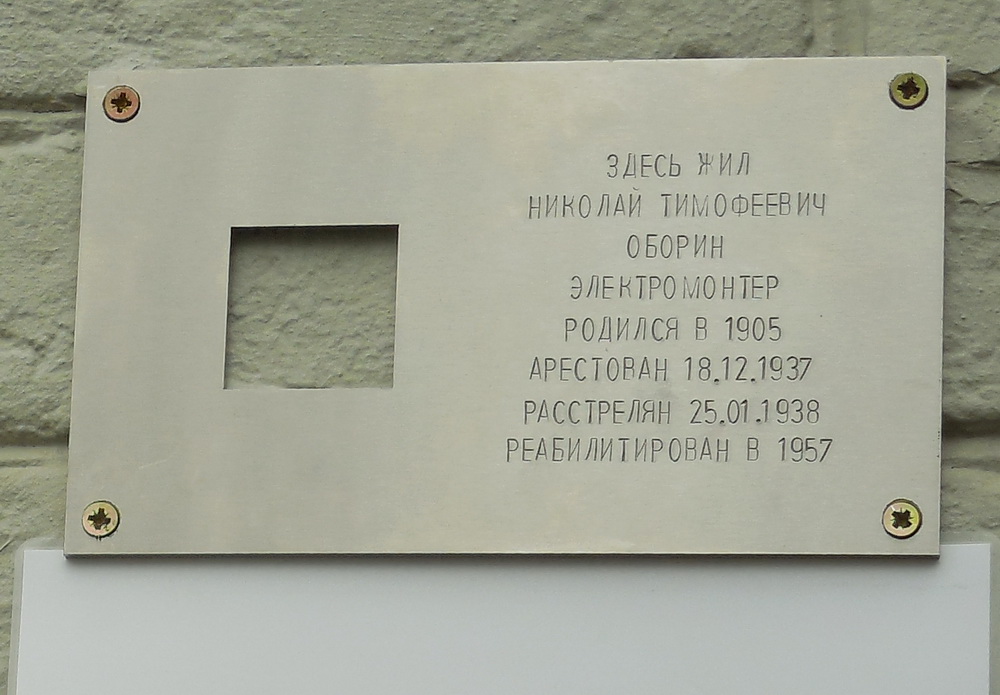 ЗДЕСЬ ЖИЛ
НИКОЛАЙ ТИМОФЕЕВИЧ
ОБОРИН
ЭЛЕКТРОМОНТЕР
РОДИЛСЯ В 1905
АРЕСТОВАН 18.12.1937
РАССТРЕЛЯН 25.01.1938
РЕАБИЛИТИРОВАН В 1957